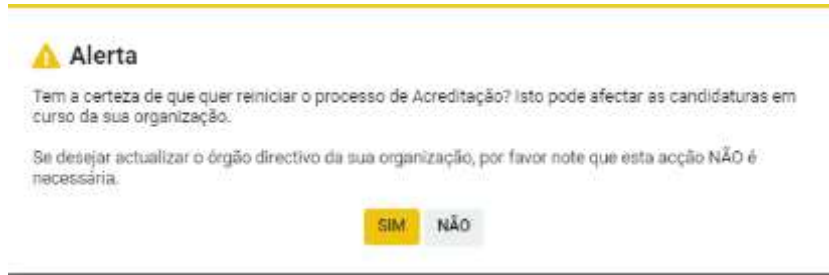 Alerta
Tem a certeza de que quer reiniciar o processo de Acreditação? Isto pode afectar as candidaturas em
curso da sua organização.
Se desejar actualizar o órgão directivo da sua organização, por favor note que esta acção NÃO é
necessária.
SIM NÃO